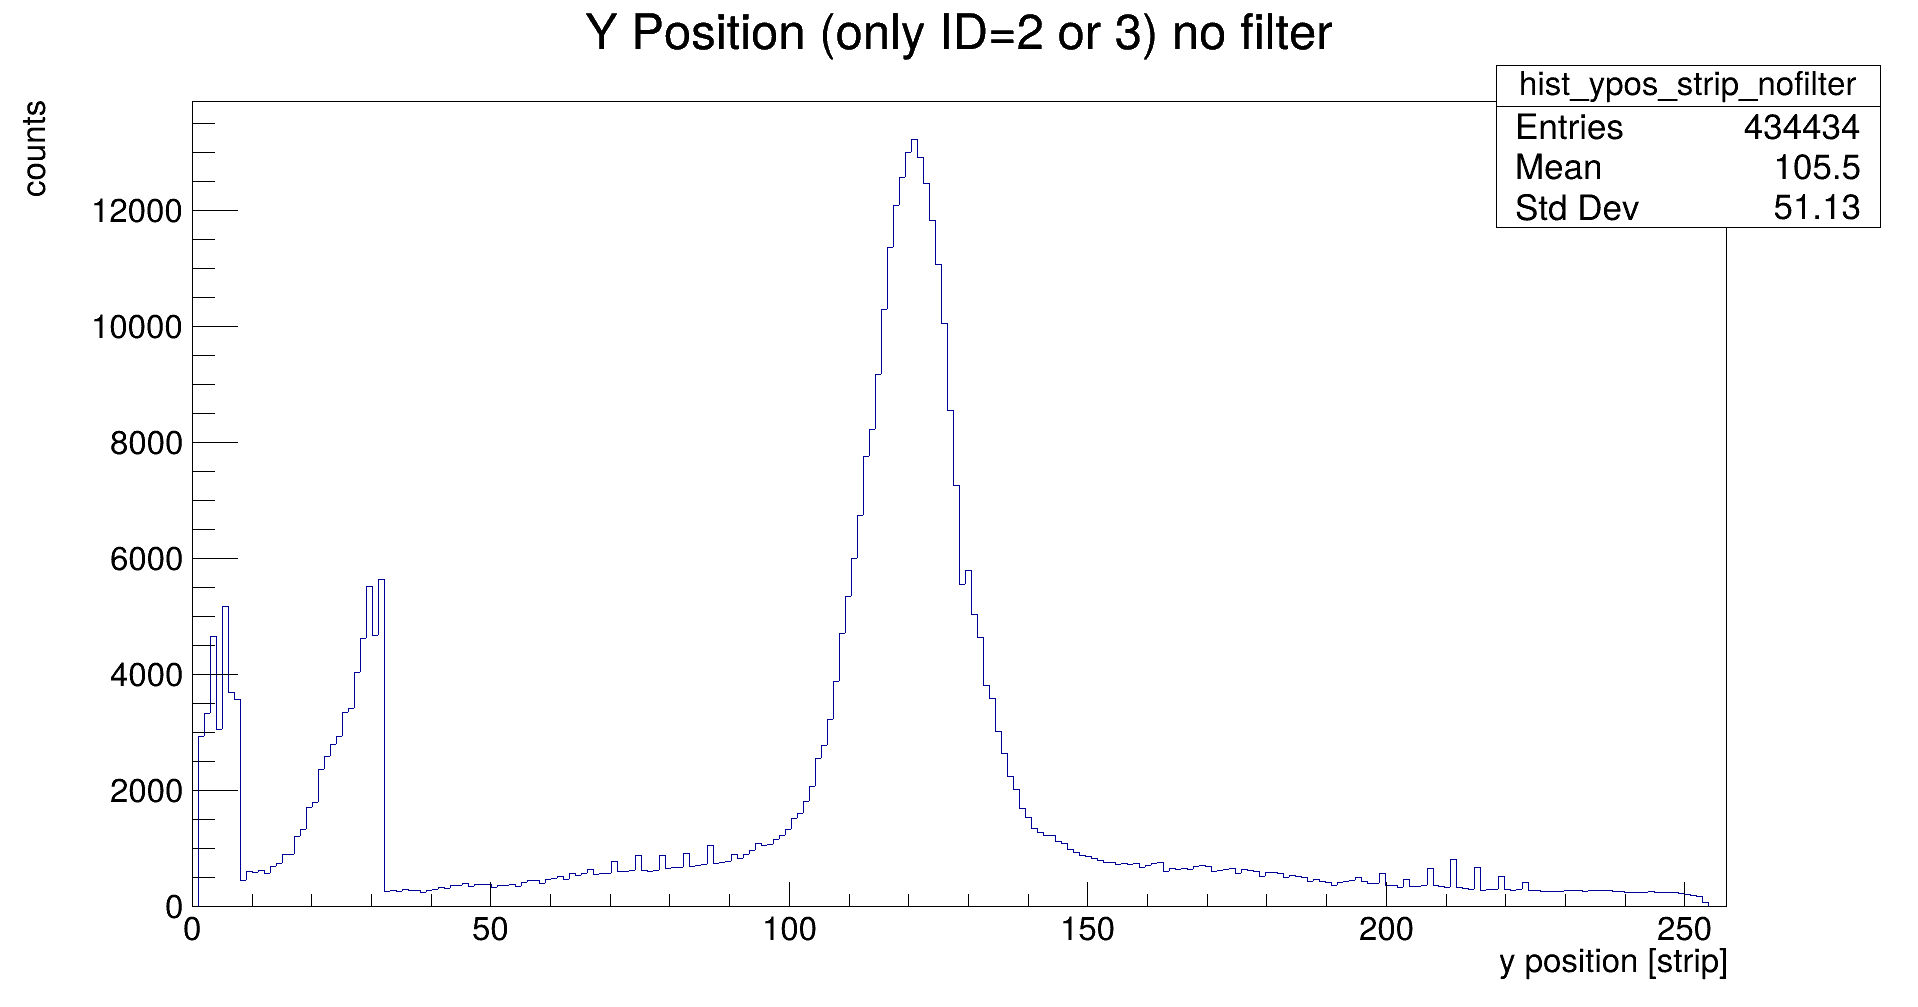 Y Position (only ID=2 or 3) no filter
hist_ypos_strip_nofilter
Entries 434434
Mean 105.5
Std Dev 51.13
counts
12000
10000
8000
6000
4000
2000
0
0 50 100 150 200 250
y position [strip]